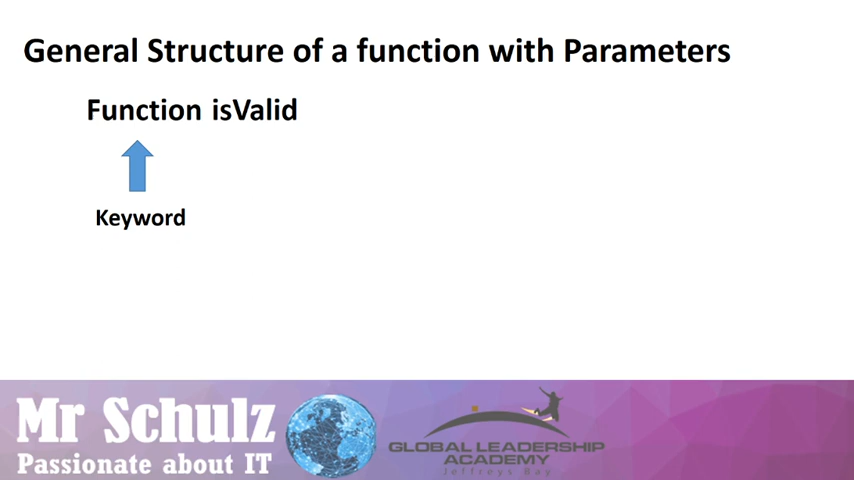 General Structure of a function with Parameters
Function isValid
Keyword
Mr Schulz
Passionate about IT
GLOBAL LEADERSHIP
ACADEMY
Jeffreys Bay